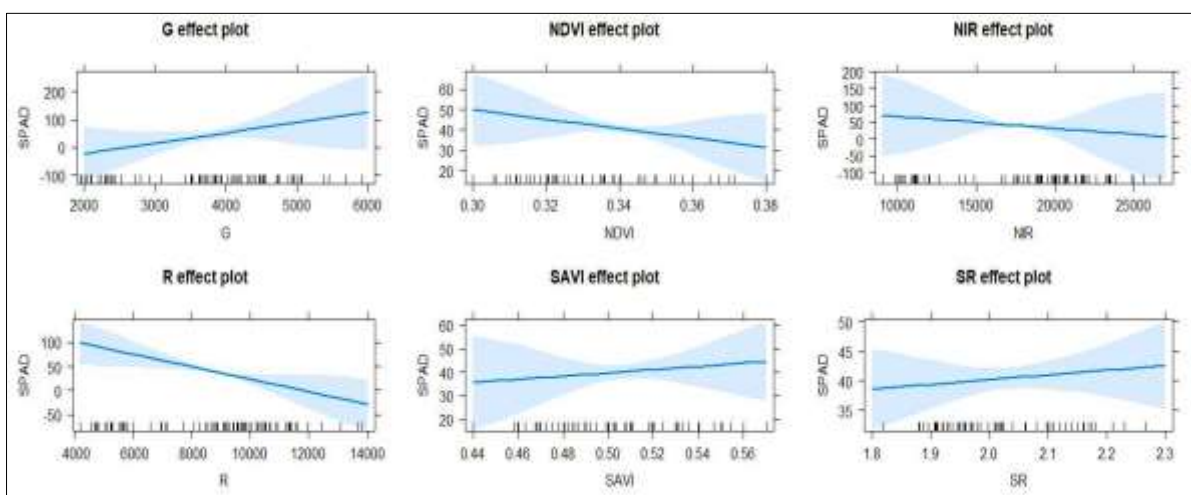 G effect plot
NDVI effect plot
NIR effect plot
SPAD
200
100
0
-100
2000 3000 4000 5000 6000
G
SPAD
60
50
40
30
20
0.30 0.32 0.34 0.36 0.38
NDVI
SPAD
200
150
100
50
0
-50
-100
10000 15000 20000 25000
NIR
R effect plot
SAVI effect plot
SR effect plot
SPAD
100
50
0
-50
4000 6000 8000 10000 12000 14000
R
SPAD
60
50
40
30
20
0.44 0.46 0.48 0.50 0.52 0.54 0.56
SAVI
SPAD
50
45
40
35
1.8 1.9 2.0 2.1 2.2 2.3
SR